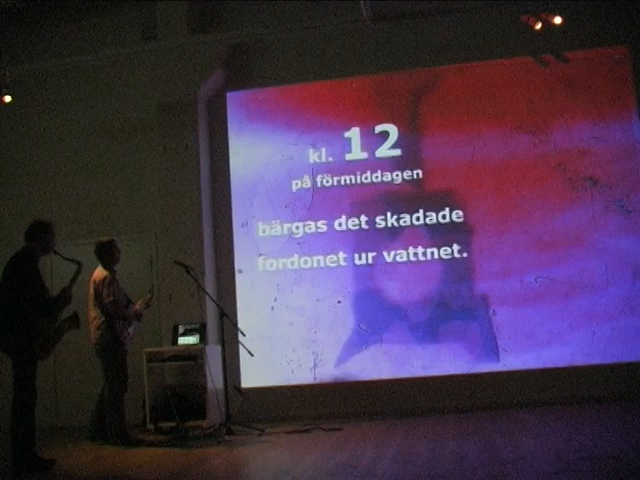 kl. 12
på förmiddagen
bärgas det skadade
fordonet ur vattnet.